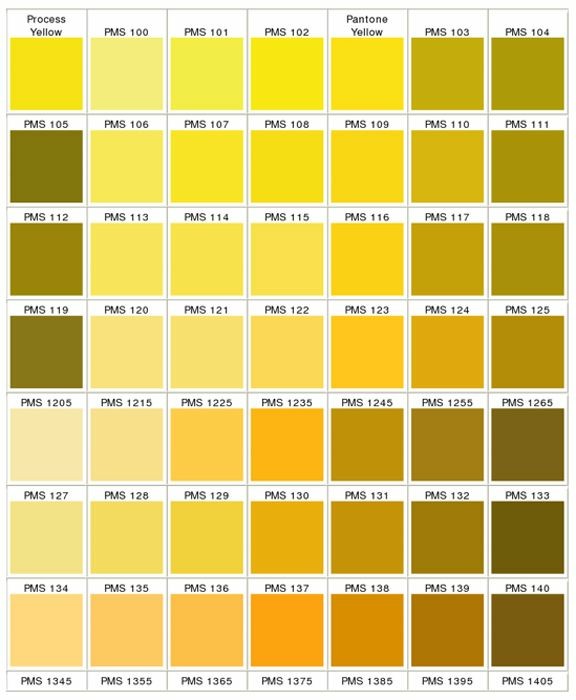 Process Yellow
PMS 100
PMS 101
PMS 102
Pantone Yellow
PMS 103
PMS 104
PMS 105
PMS 106
PMS 107
PMS 108
PMS 109
PMS 110
PMS 111
PMS 112
PMS 113
PMS 114
PMS 115
PMS 116
PMS 117
PMS 118
PMS 119
PMS 120
PMS 121
PMS 122
PMS 123
PMS 124
PMS 125
PMS 1205
PMS 1215
PMS 1225
PMS 1235
PMS 1245
PMS 1255
PMS 1265
PMS 127
PMS 128
PMS 129
PMS 130
PMS 131
PMS 132
PMS 133
PMS 134
PMS 135
PMS 136
PMS 137
PMS 138
PMS 139
PMS 140
PMS 1345
PMS 1355
PMS 1365
PMS 1375
PMS 1385
PMS 1395
PMS 1405